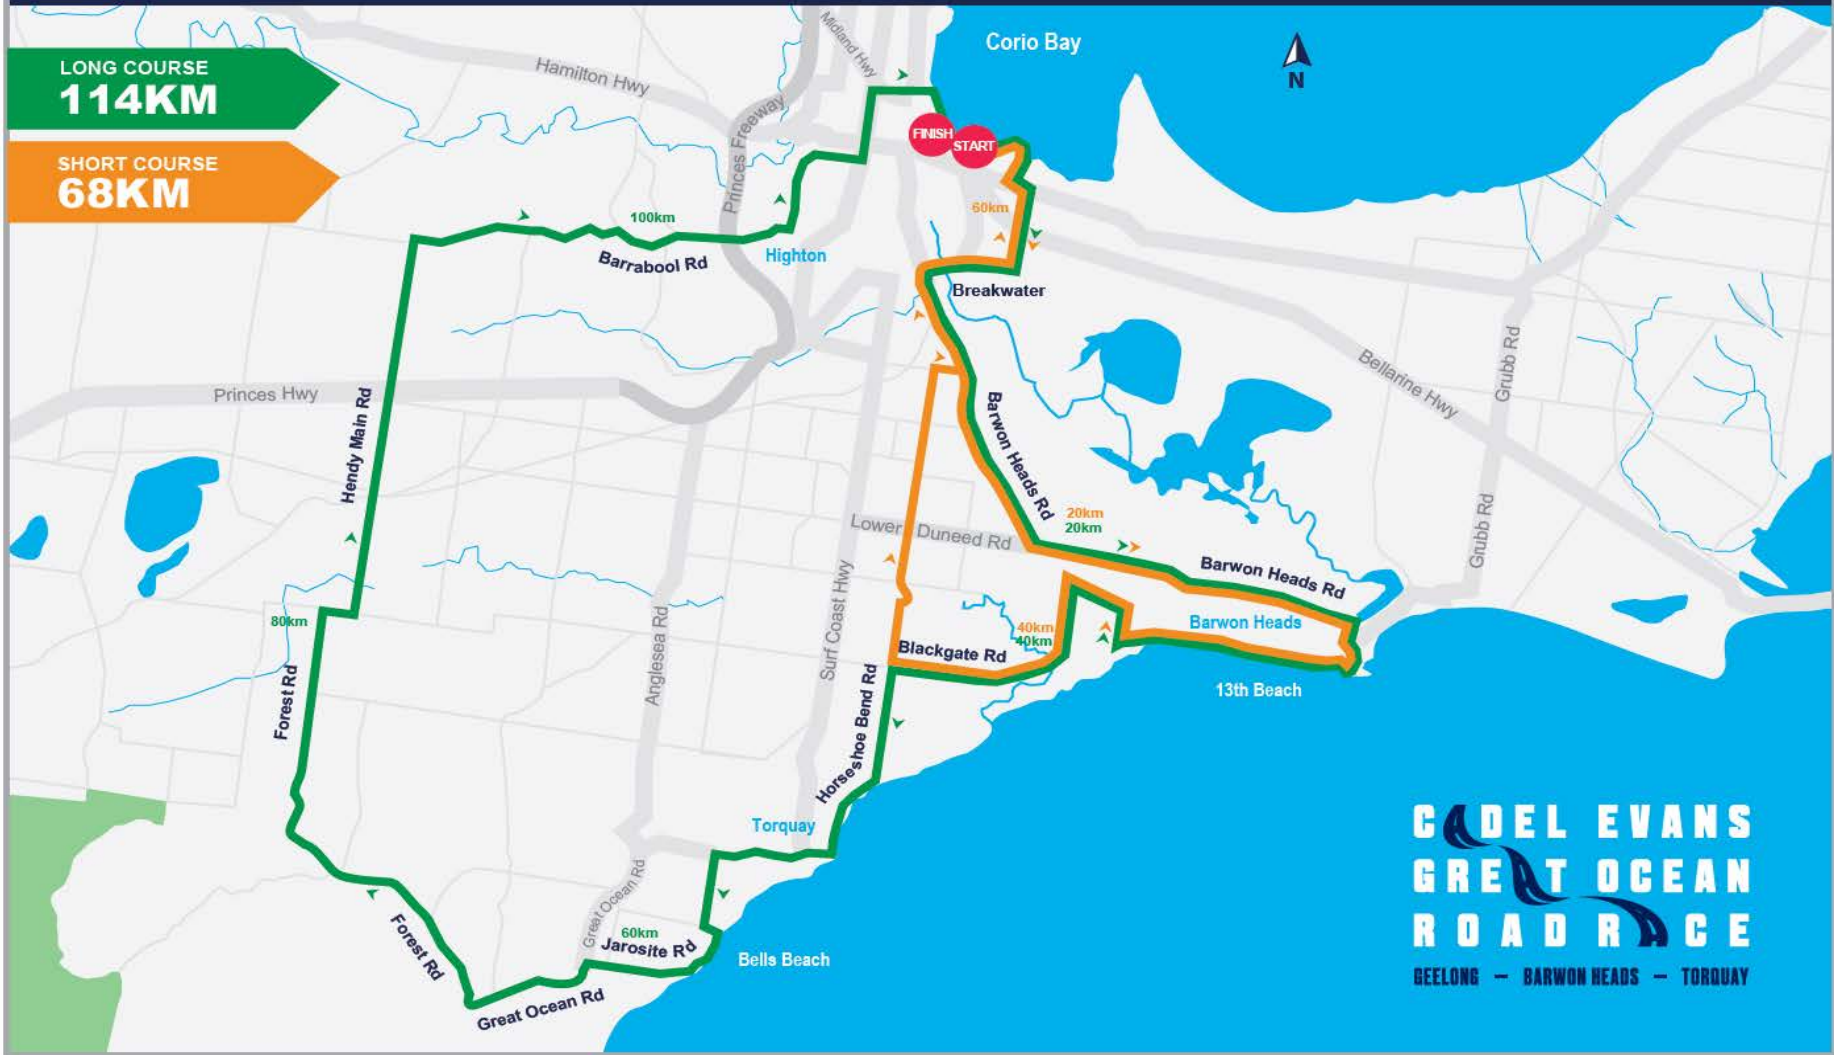 LONG COURSE
114KM
SHORT COURSE
68KM
Hamilton Hwy
Midland Hwy
Corio Bay
N
Princes Freeway
FINISH
START
100km
Barrabool Rd
Highton
60km
Breakwater
Princes Hwy
Hendy Main Rd
Barwon Heads Rd
Bellarine Hwy
Grubb Rd
Grubb Rd
Lower Duneed Rd
20km
20km
Barwon Heads Rd
Barwon Heads
13th Beach
40km
40km
Blackgate Rd
Surf Coast Hwy
Anglesea Rd
Horseshoe Bend Rd
80km
Forest Rd
Torquay
Great Ocean Rd
60km
Jarosite Rd
Bells Beach
Forest Rd
Great Ocean Rd
CADEL EVANS
GREAT OCEAN
ROAD RACE
GEELONG – BARWON HEADS – TORQUAY